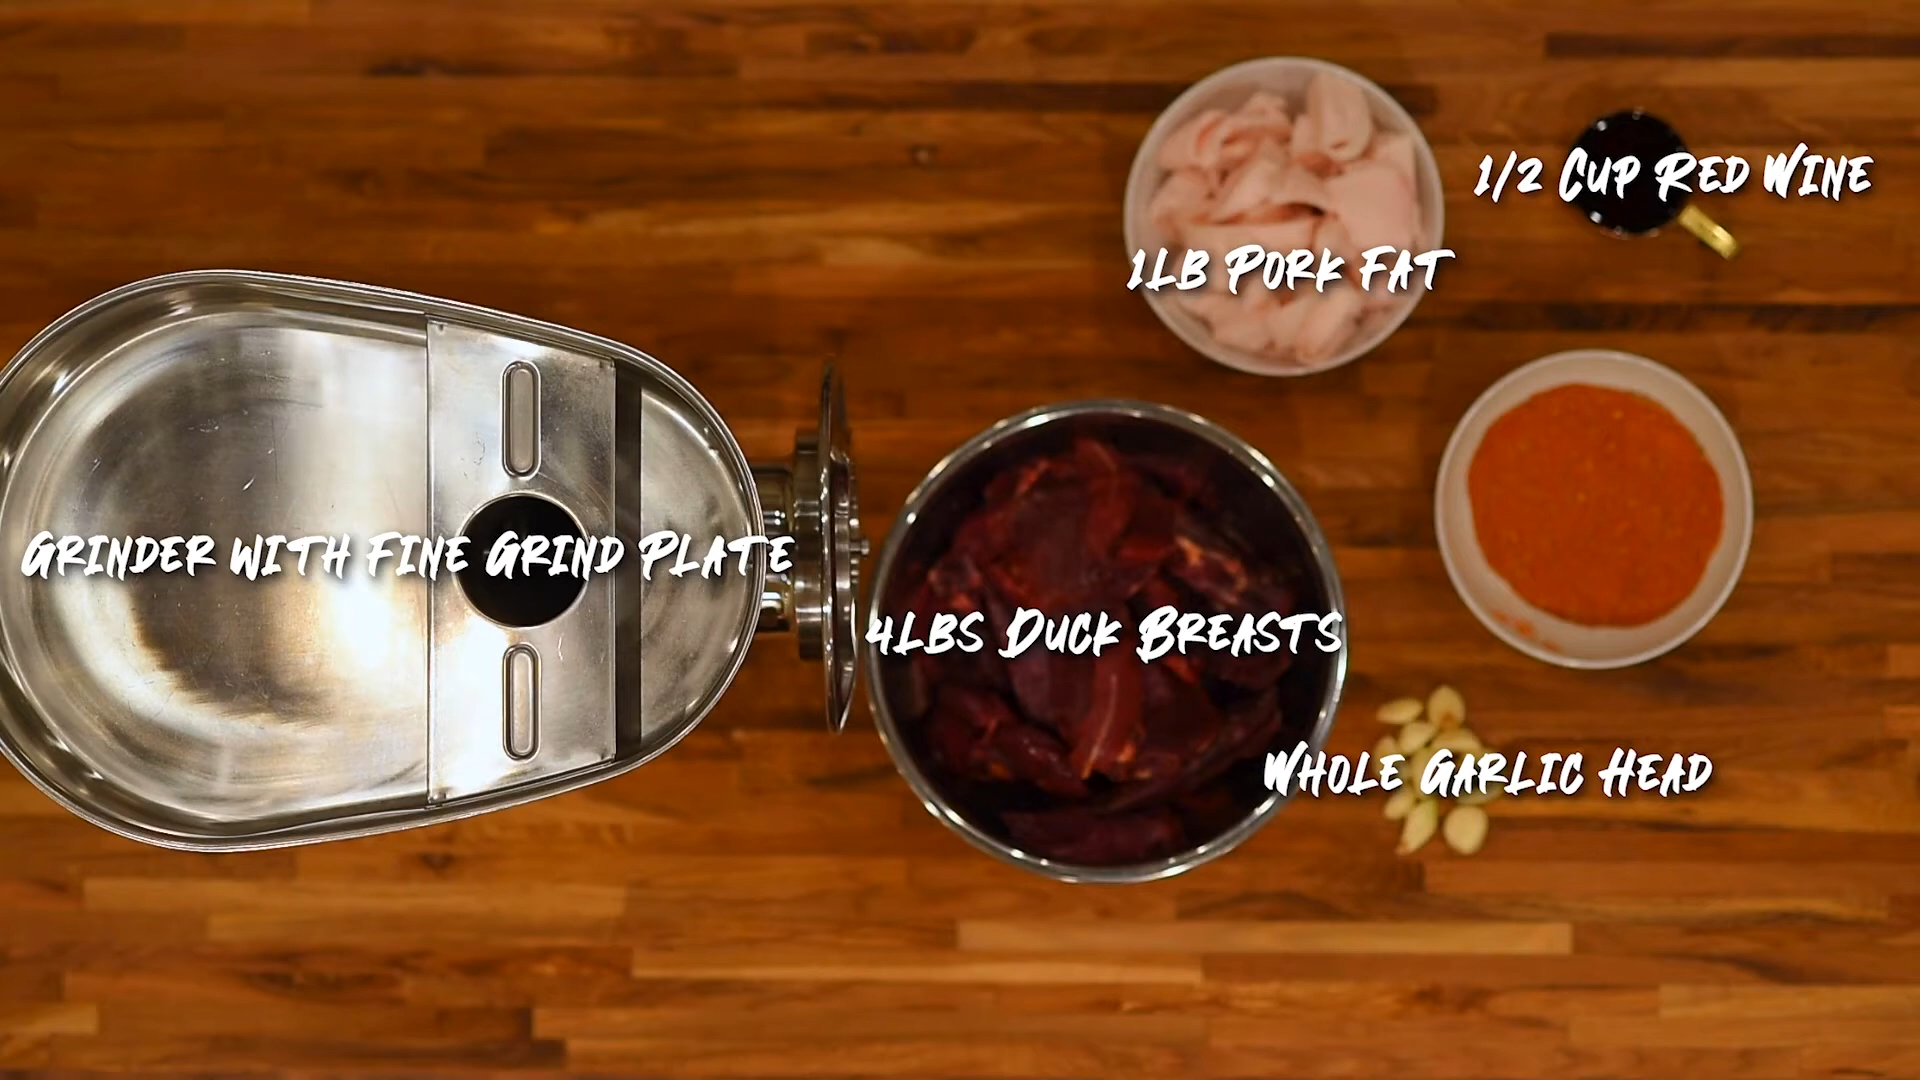 1/2 Cup Red Wine
1LB Pork Fat
Grinder with Fine Grind Plate
4LBS Duck Breasts
Whole Garlic Head